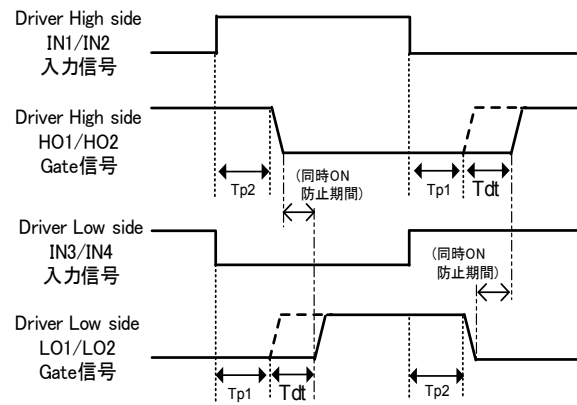 Driver High side
IN1/IN2
入力信号
Driver High side
HO1/HO2
Gate信号
Tp2
(同時ON
防止期間)
Tp1
Tdt
Driver Low side
IN3/IN4
入力信号
(同時ON
防止期間)
Driver Low side
LO1/LO2
Gate信号
Tp1
Tdt
Tp2